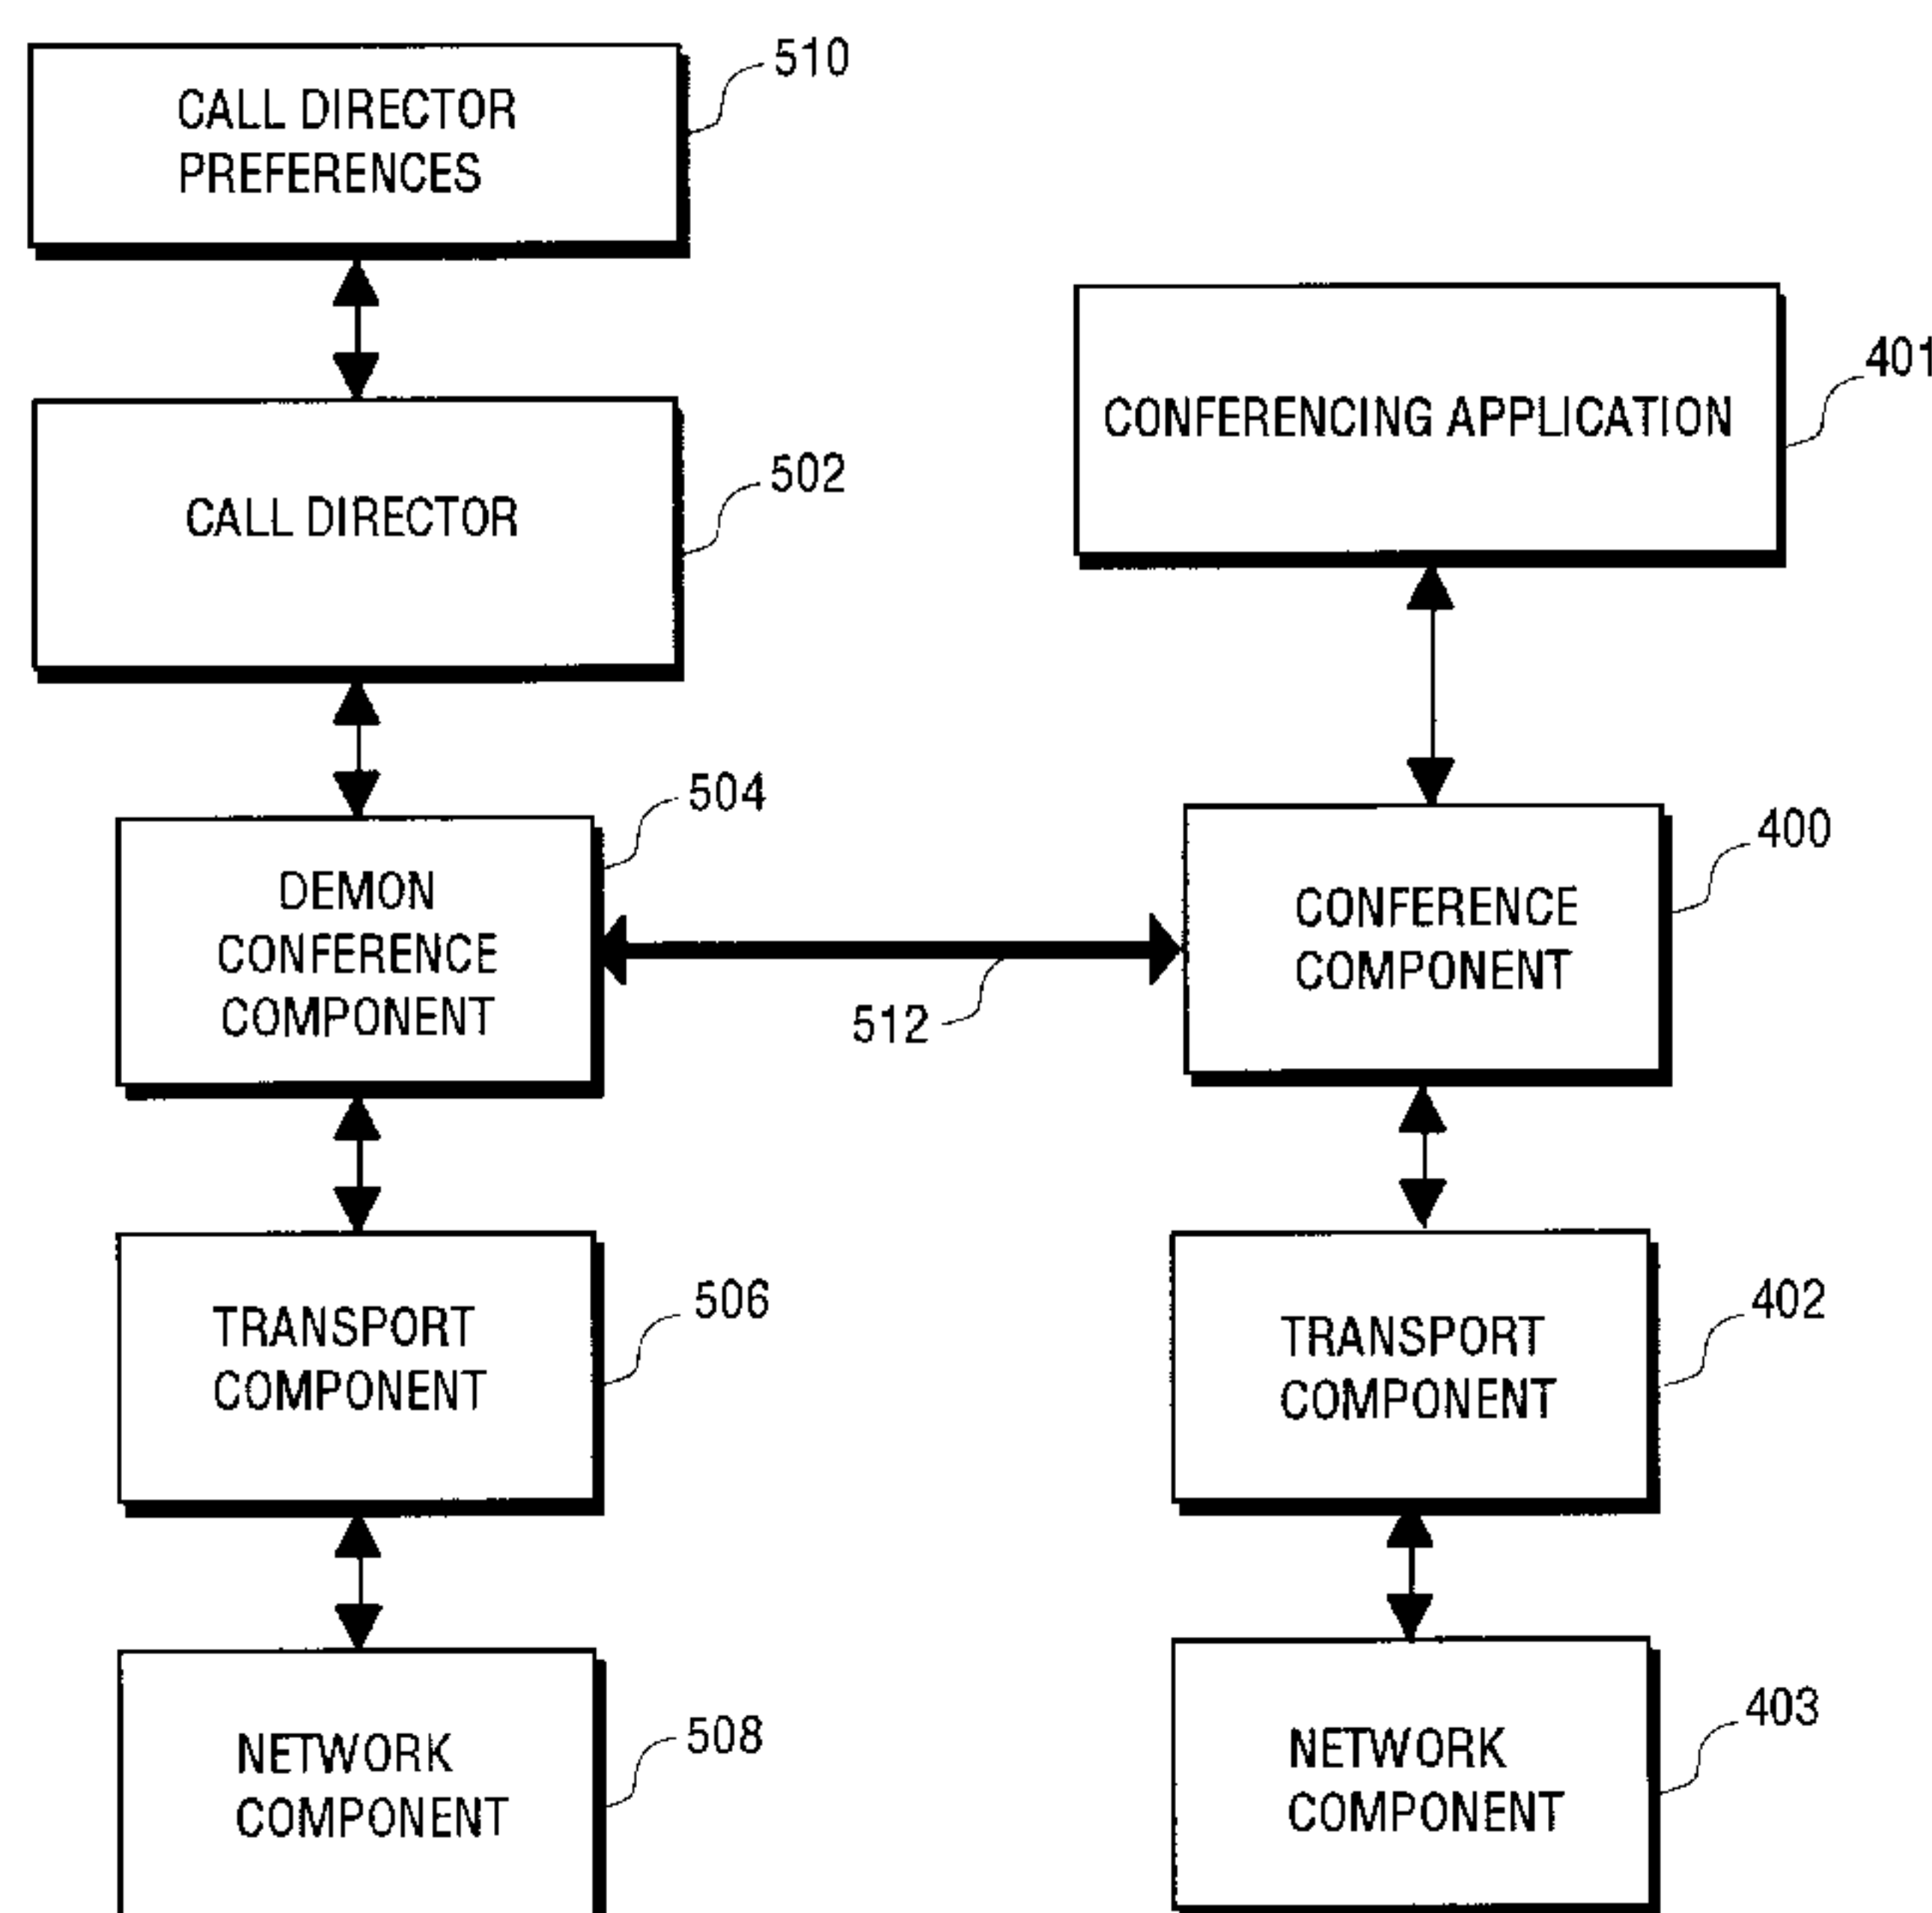 CALL DIRECTOR
PREFERENCES
510
CALL DIRECTOR
502
CONFERENCING APPLICATION
401
DEMON
CONFERENCE
COMPONENT
504
512
CONFERENCE
COMPONENT
400
TRANSPORT
COMPONENT
506
TRANSPORT
COMPONENT
402
NETWORK
COMPONENT
508
NETWORK
COMPONENT
403